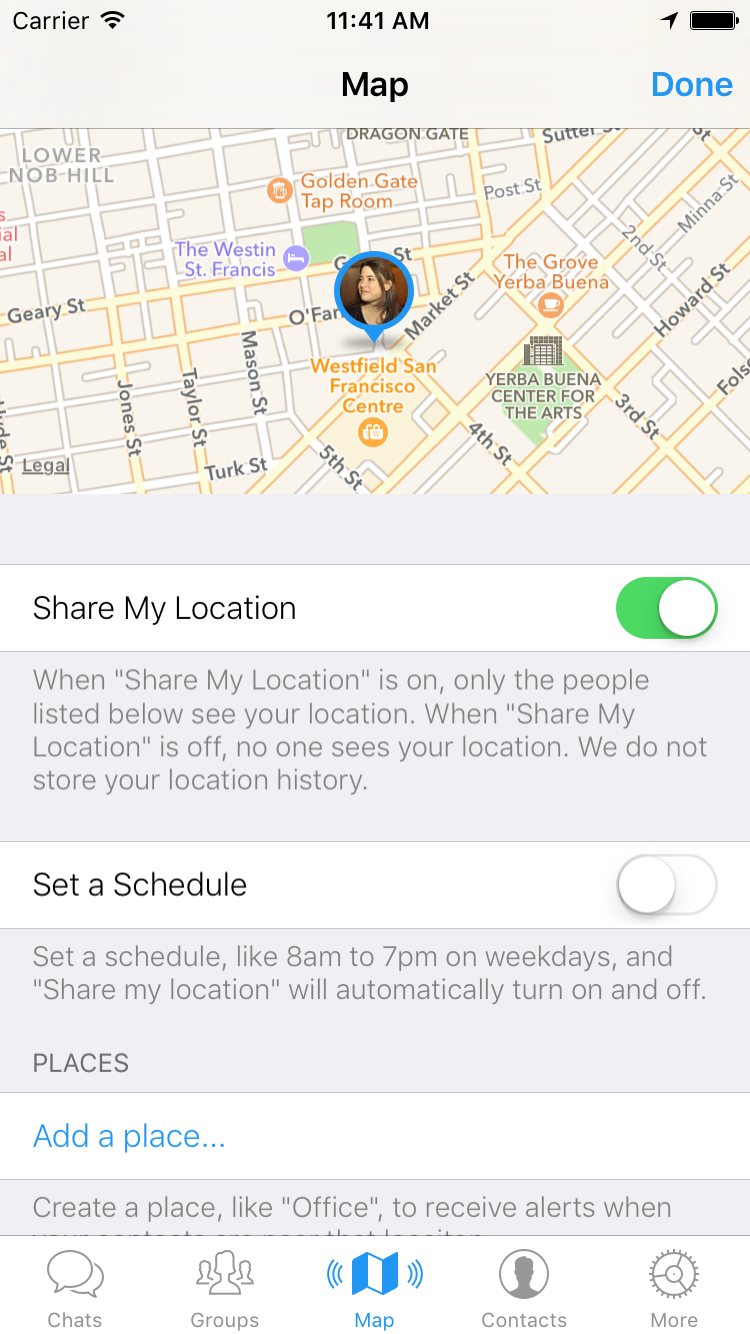 Carrier
11:41 AM
Map
Done
DRAGON GATE
Sutter St
LOWER
NOB HILL
Golden Gate
Tap Room
Post St
Minna St
2nd St
The Westin
St. Francis
St
The Grove
Yerba Buena
Howard St
Geary St
O'Far
Market St
Mason St
Westfield San
Francisco
Centre
YERBA BUENA
CENTER FOR
THE ARTS
Folso
Jones St
Taylor St
3rd St
4th St
5th St
Turk St
Legal
Share My Location
When "Share My Location" is on, only the people
listed below see your location. When "Share My
Location" is off, no one sees your location. We do not
store your location history.
Set a Schedule
Set a schedule, like 8am to 7pm on weekdays, and
"Share my location" will automatically turn on and off.
PLACES
Add a place...
Create a place, like "Office", to receive alerts when
Chats
Groups
Map
Contacts
More